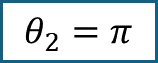 θ₂ = π